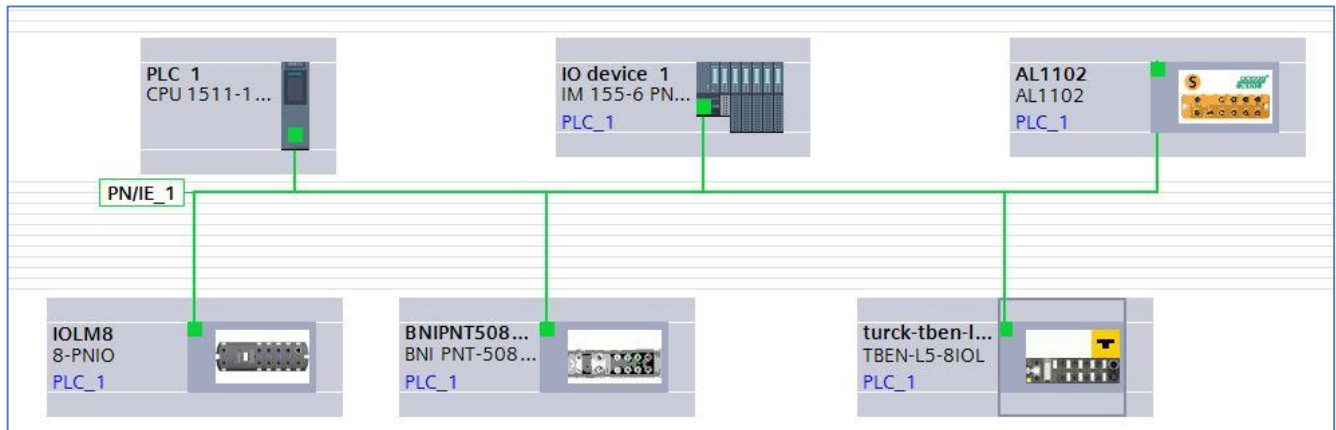 PLC_1
CPU 1511-1...
IO device_1
IM 155-6 PN...
PLC_1
AL1102
AL1102
PLC_1
PN/IE_1
IOLM8
8-PNIO
PLC_1
BNIPNT508...
BNI PNT-508...
PLC_1
turck-tben-l...
TBEN-L5-8IOL
PLC_1